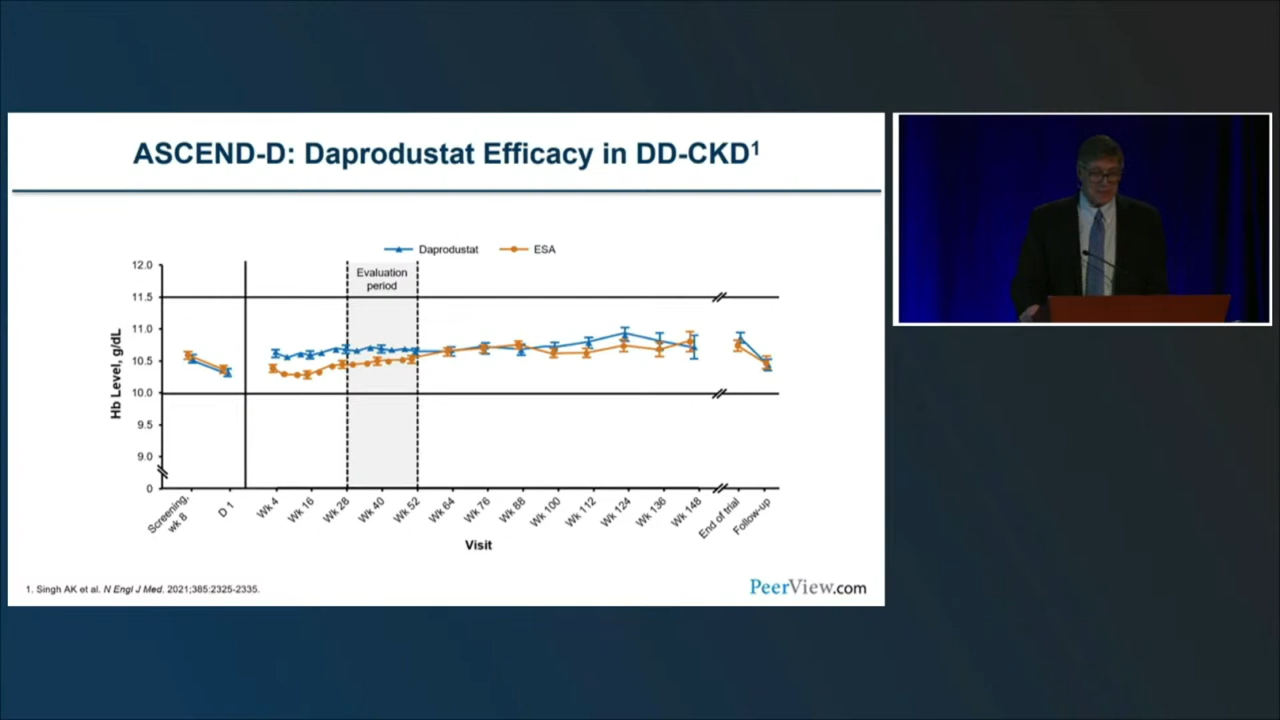 ASCEND-D: Daprodustat Efficacy in DD-CKD¹
Daprodustat
ESA
12.0
11.5
11.0
10.5
10.0
9.5
9.0
0
Hb Level, g/dL
Evaluation
period
Screening,
wk 8
D 1
Wk 4
Wk 16
Wk 28
Wk 40
Wk 52
Wk 64
Wk 76
Wk 88
Wk 100
Wk 112
Wk 124
Wk 136
Wk 148
End of trial
Follow-up
Visit
1. Singh AK et al. N Engl J Med. 2021;385:2325-2335.
PeerView.com